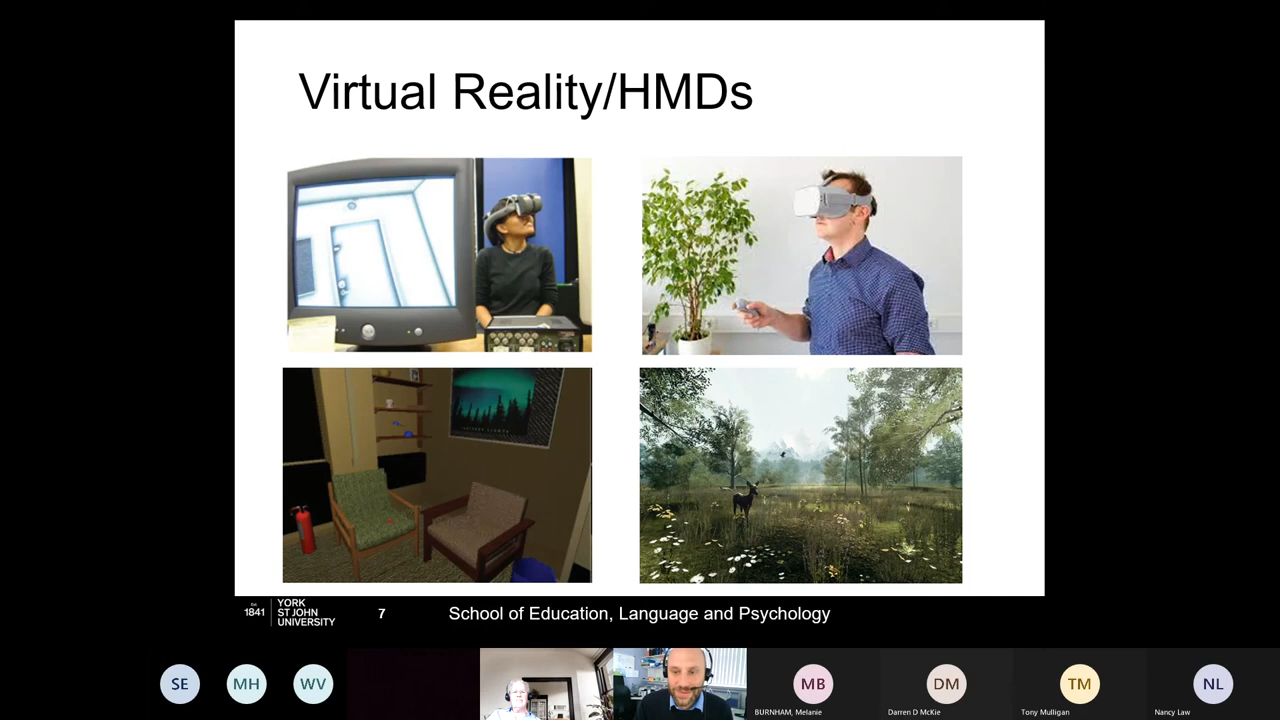 Virtual Reality/HMDs
Est.
1841
YORK
ST JOHN
UNIVERSITY
7
School of Education, Language and Psychology
SE
MH
WV
MB
DM
TM
NL
BURNHAM, Melanie
Darren D McKie
Tony Mulligan
Nancy Law